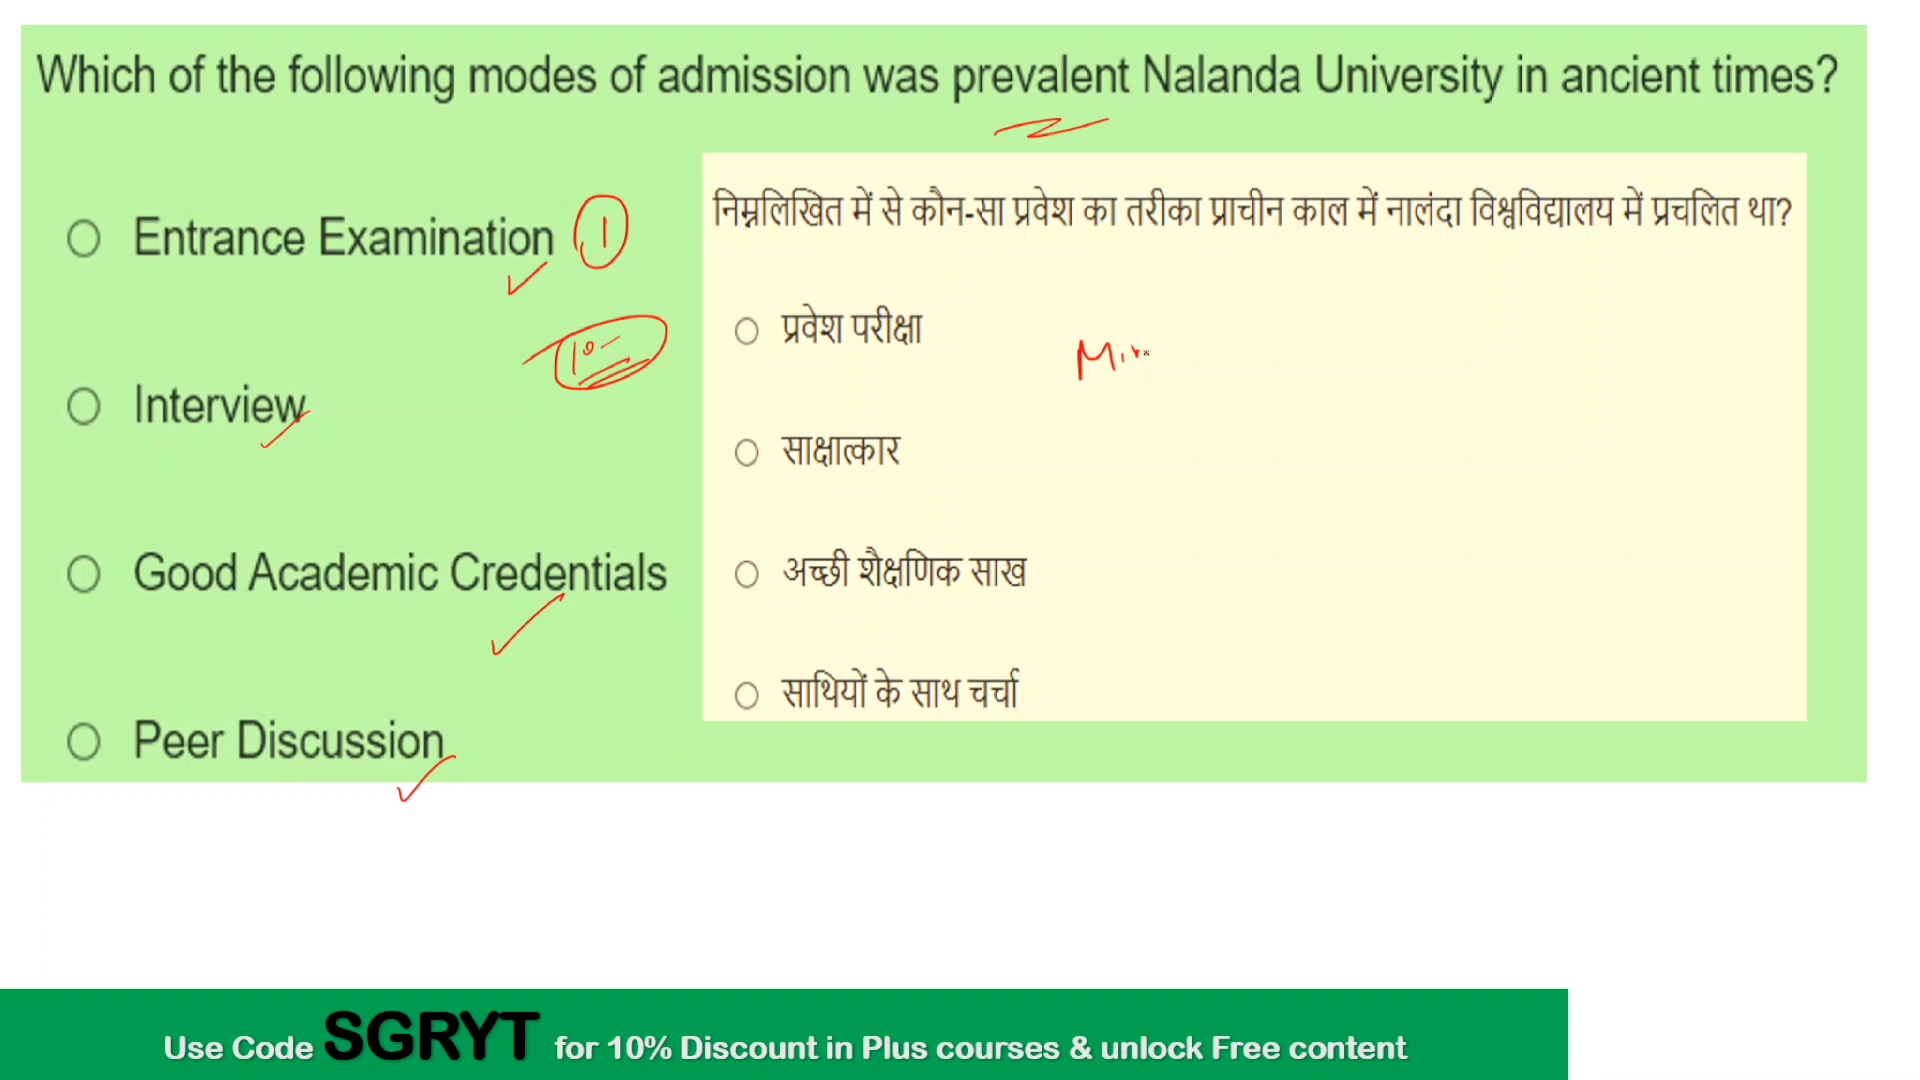 Which of the following modes of admission was prevalent Nalanda University in ancient times?
Entrance Examination
1
10
Interview
Good Academic Credentials
Peer Discussion
निम्नलिखित में से कौन-सा प्रवेश का तरीका प्राचीन काल में नालंदा विश्वविद्यालय में प्रचलित था?
प्रवेश परीक्षा
साक्षात्कार
अच्छी शैक्षणिक साख
साथियों के साथ चर्चा
Use Code SGRYT for 10% Discount in Plus courses & unlock Free content